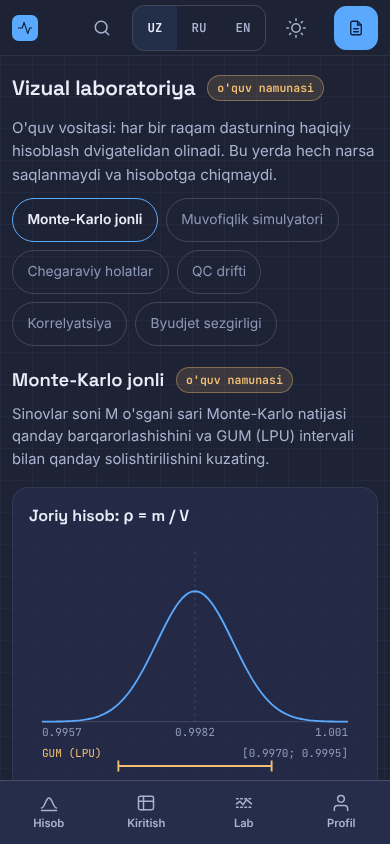 UZ RU EN
Vizual laboratoriya o'quv namunasi
O'quv vositasi: har bir raqam dasturning haqiqiy
hisoblash dvigatelidan olinadi. Bu yerda hech narsa
saqlanmaydi va hisobotga chiqmaydi.
Monte-Karlo jonli Muvofiqlik simulyatori
Chegaraviy holatlar QC drifti
Korrelyatsiya Byudjet sezgirligi
Monte-Karlo jonli o'quv namunasi
Sinovlar soni M o'sgani sari Monte-Karlo natijasi
qanday barqarorlashishini va GUM (LPU) intervali
bilan qanday solishtirilishini kuzating.
Joriy hisob: ρ = m / V
0.9957 0.9982 1.001
GUM (LPU) [0.9970; 0.9995]
Hisob Kiritish Lab Profil